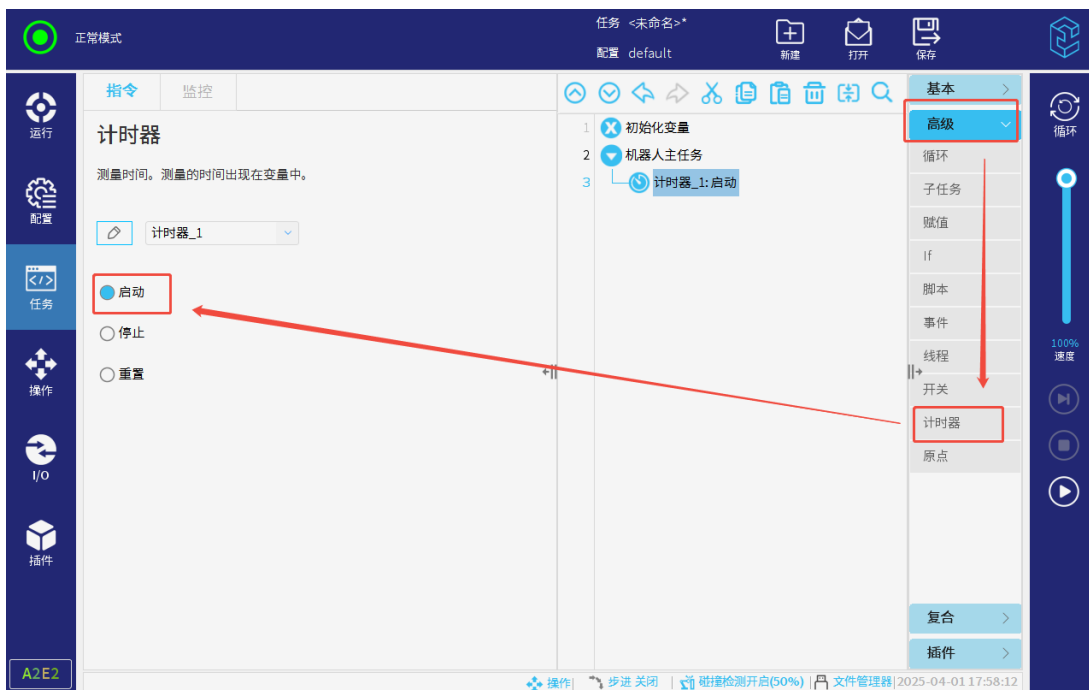 正常模式
任务 <未命名>*
配置 default
新建
打开
保存
运行
配置
任务
操作
I/O
插件
A2E2
指令
监控
计时器
测量时间。测量的时间出现在变量中。
计时器_1
启动
停止
重置
1 初始化变量
2 机器人主任务
3 计时器_1: 启动
基本
高级
循环
子任务
赋值
If
脚本
事件
线程
开关
计时器
原点
复合
插件
循环
100%
速度
操作
步进 关闭
碰撞检测开启(50%)
文件管理器
2025-04-01 17:58:12